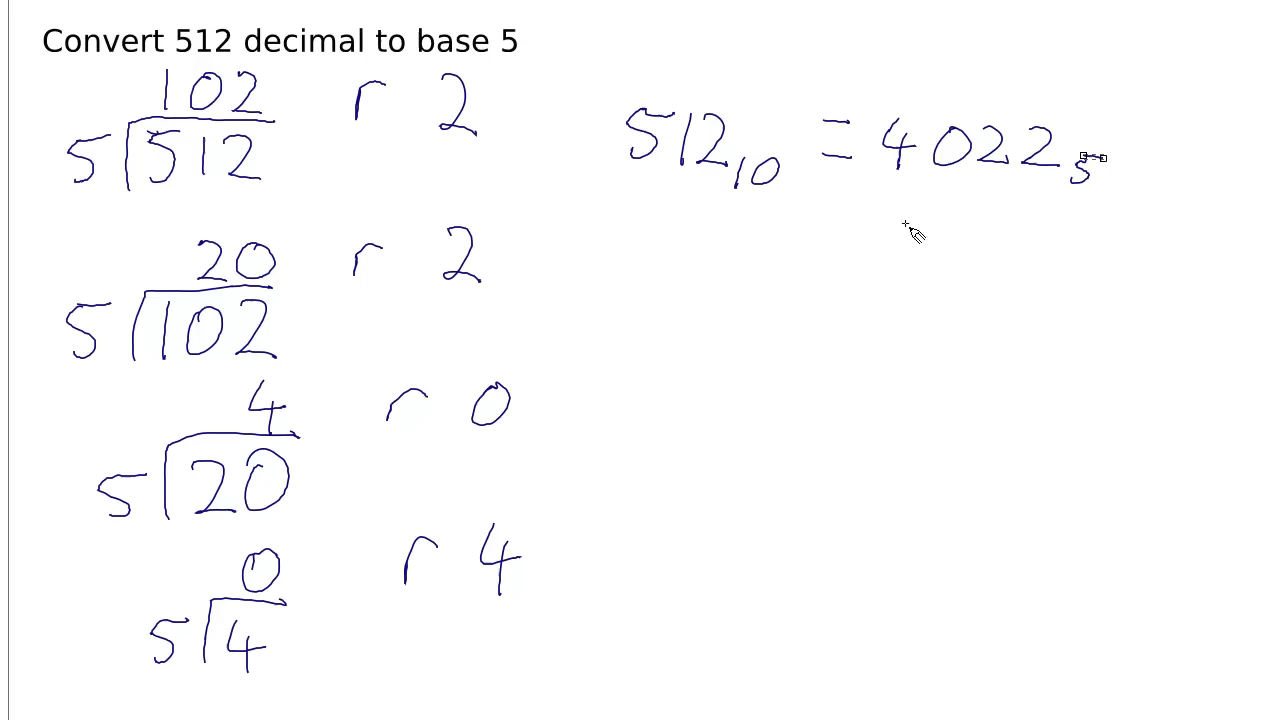 Convert 512 decimal to base 5
102 r 2
5 512
20 r 2
5 102
4 r 0
5 20
0 r 4
5 4
512₁₀ = 4022₅